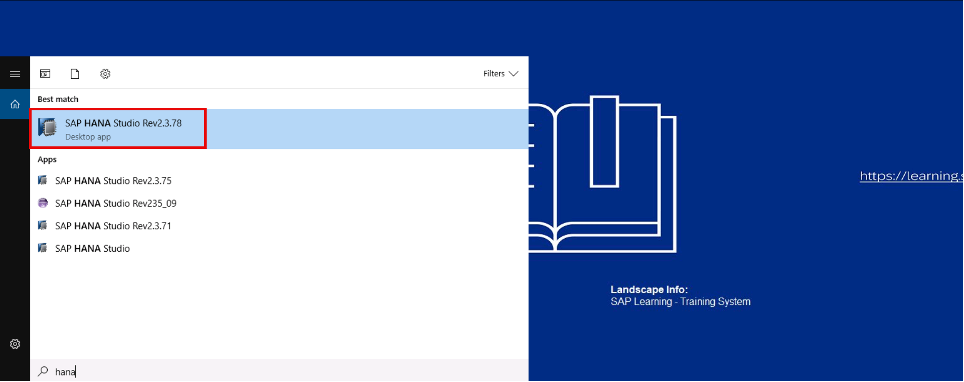 Filters
Best match
SAP HANA Studio Rev2.3.78
Desktop app
Apps
SAP HANA Studio Rev2.3.75
SAP HANA Studio Rev235_09
SAP HANA Studio Rev2.3.71
SAP HANA Studio
hana
https://learning.s
Landscape Info:
SAP Learning - Training System